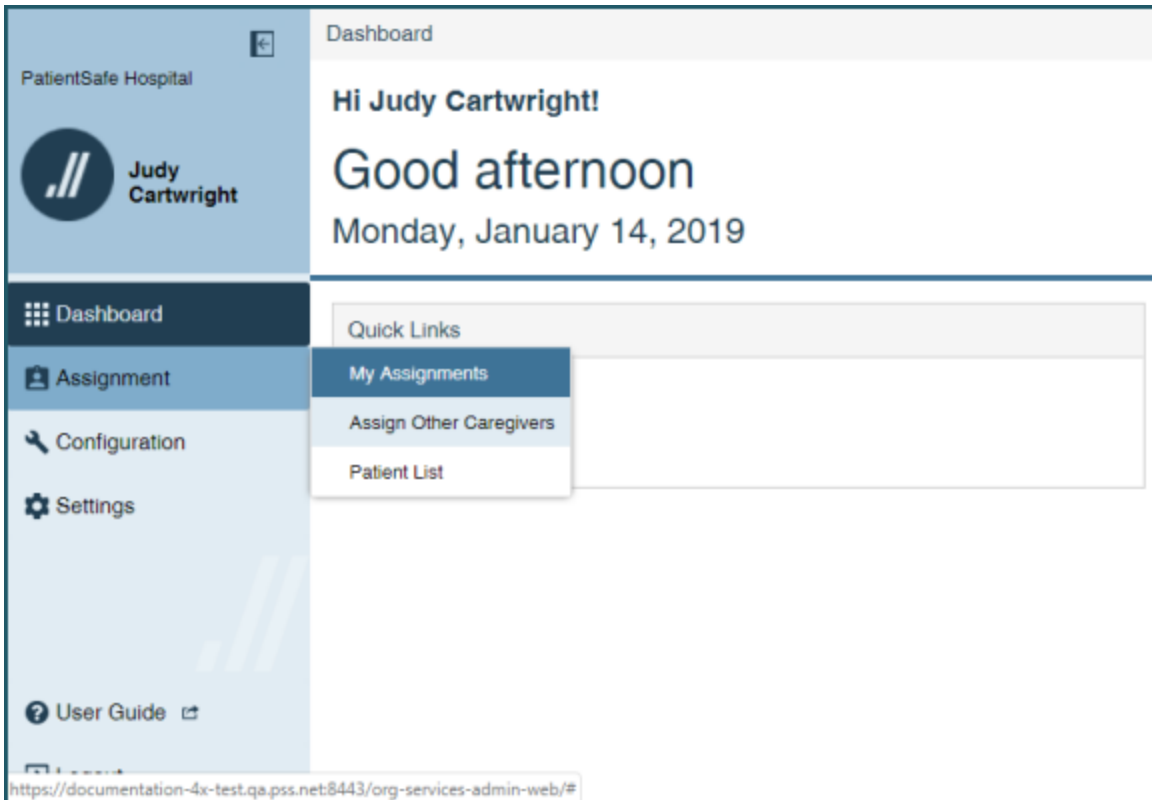 PatientSafe Hospital
Judy
Cartwright
Dashboard
Assignment
Configuration
Settings
User Guide
Dashboard
Hi Judy Cartwright!
Good afternoon
Monday, January 14, 2019
Quick Links
My Assignments
Assign Other Caregivers
Patient List
https://documentation-4x-test.qa.pss.net:8443/org-services-admin-web/#